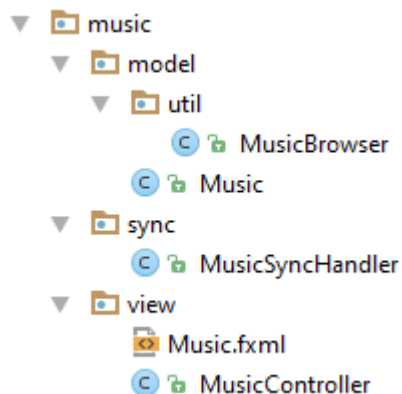 music
model
util
MusicBrowser
Music
sync
MusicSyncHandler
view
Music.fxml
MusicController